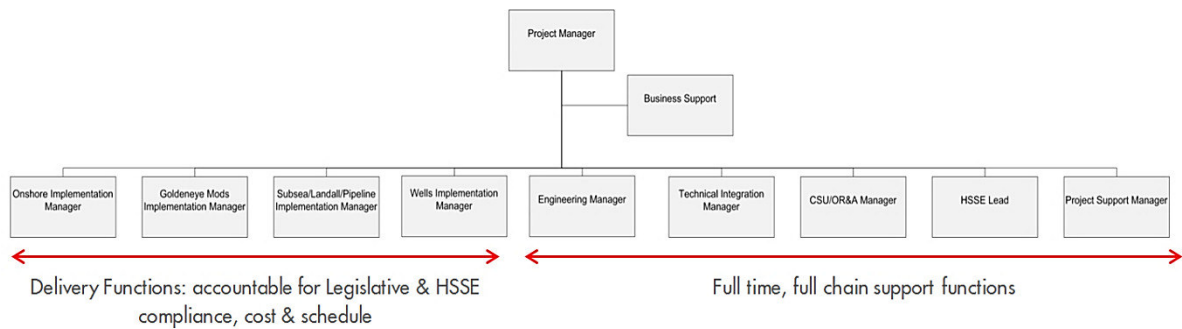 Project Manager
Business Support
Onshore Implementation
Manager
Goldeneye Mods
Implementation Manager
Subsea/Landall/Pipeline
Implementation Manager
Wells Implementation
Manager
Engineering Manager
Technical Integration
Manager
CSU/OR&A Manager
HSSE Lead
Project Support Manager
Delivery Functions: accountable for Legislative & HSSE
compliance, cost & schedule
Full time, full chain support functions